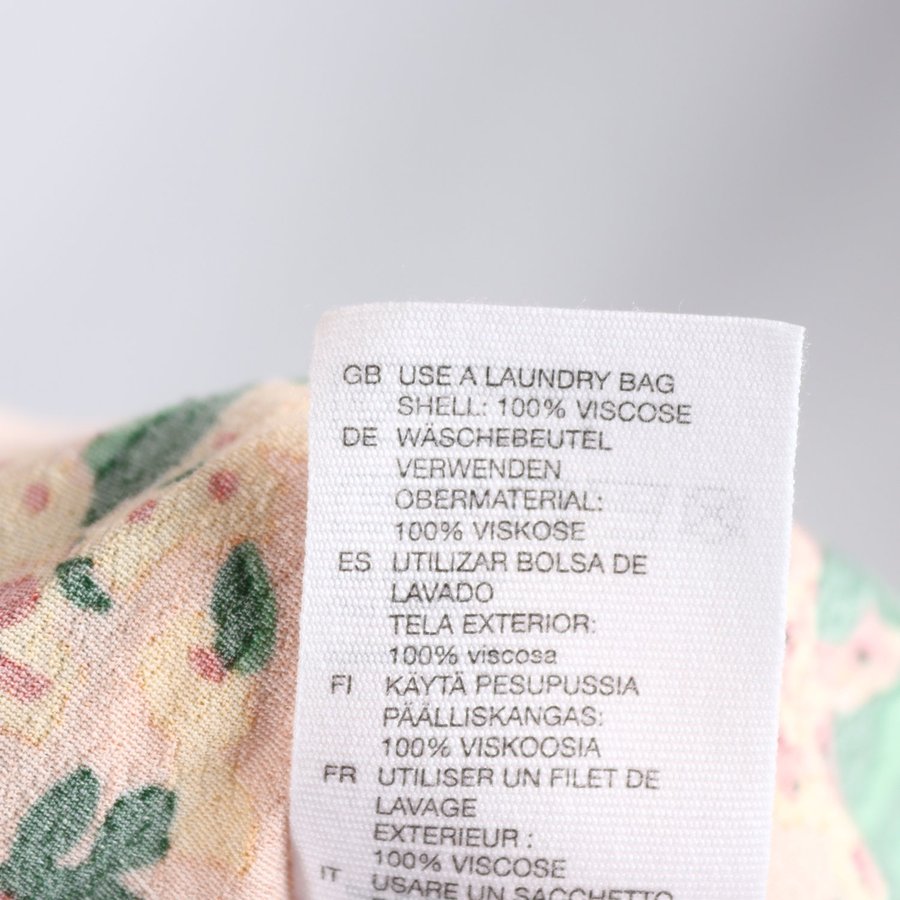 GB USE A LAUNDRY BAG
SHELL: 100% VISCOSE
DE WÄSCHEBEUTEL
VERWENDEN
OBERMATERIAL:
100% VISKOSE
ES UTILIZAR BOLSA DE
LAVADO
TELA EXTERIOR:
100% viscosa
FI KÄYTÄ PESUPUSSIA
PÄÄLLISKANGAS:
100% VISKOOSIA
FR UTILISER UN FILET DE
LAVAGE
EXTERIEUR :
100% VISCOSE
IT USARE UN SACCHETTO